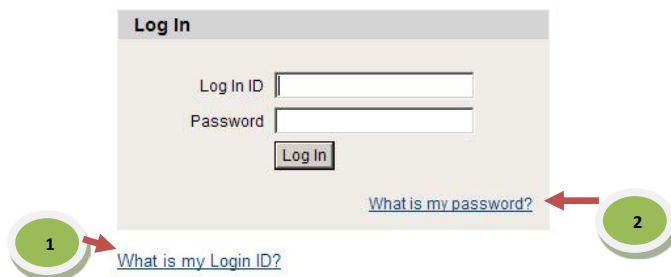 Log In
Log In ID
Password
Log In
What is my password?
2
1
What is my Login ID?